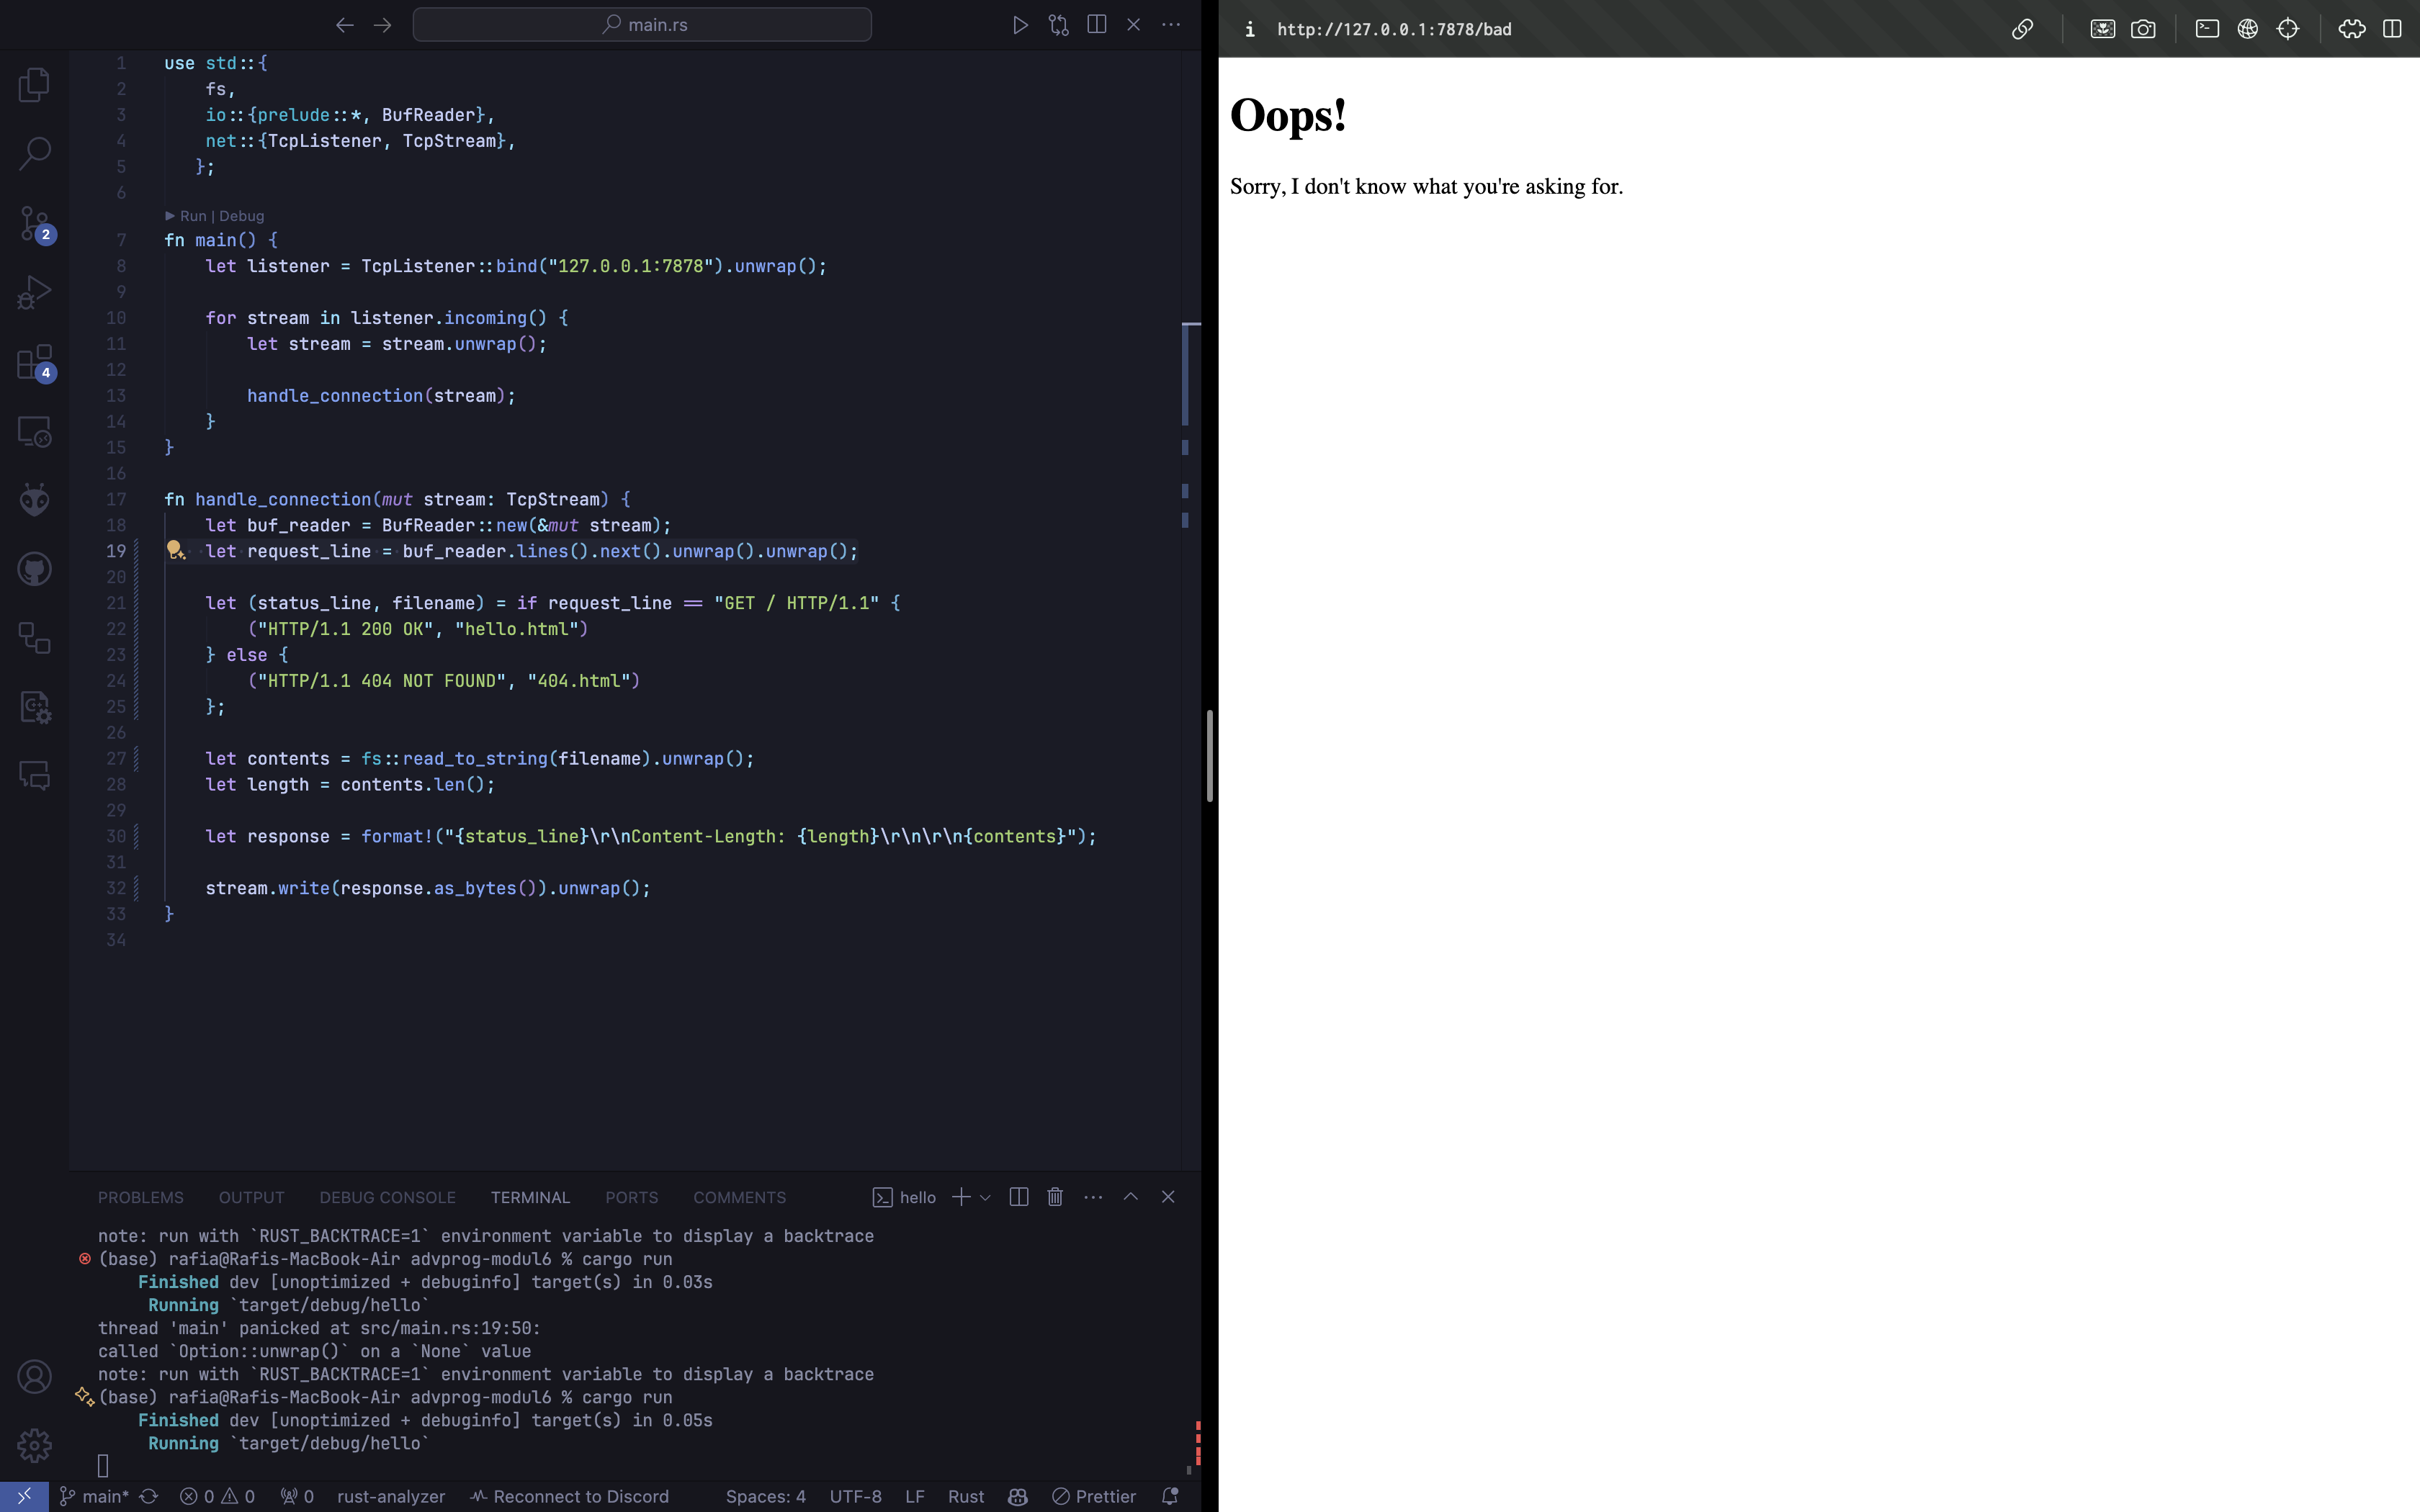 main.rs
1 use std::{
2 fs,
3 io::{prelude::*, BufReader},
4 net::{TcpListener, TcpStream},
5 };
6
▶ Run | Debug
7 fn main() {
8 let listener = TcpListener::bind("127.0.0.1:7878").unwrap();
9
10 for stream in listener.incoming() {
11 let stream = stream.unwrap();
12
13 handle_connection(stream);
14 }
15 }
16
17 fn handle_connection(mut stream: TcpStream) {
18 let buf_reader = BufReader::new(&mut stream);
19 let request_line = buf_reader.lines().next().unwrap().unwrap();
20
21 let (status_line, filename) = if request_line == "GET / HTTP/1.1" {
22 ("HTTP/1.1 200 OK", "hello.html")
23 } else {
24 ("HTTP/1.1 404 NOT FOUND", "404.html")
25 };
26
27 let contents = fs::read_to_string(filename).unwrap();
28 let length = contents.len();
29
30 let response = format!("{status_line}\r\nContent-Length: {length}\r\n\r\n{contents}");
31
32 stream.write(response.as_bytes()).unwrap();
33 }
34
2
4
PROBLEMS OUTPUT DEBUG CONSOLE TERMINAL PORTS COMMENTS hello
note: run with `RUST_BACKTRACE=1` environment variable to display a backtrace
(base) rafia@Rafis-MacBook-Air advprog-modul6 % cargo run
Finished dev [unoptimized + debuginfo] target(s) in 0.03s
Running `target/debug/hello`
thread 'main' panicked at src/main.rs:19:50:
called `Option::unwrap()` on a `None` value
note: run with `RUST_BACKTRACE=1` environment variable to display a backtrace
(base) rafia@Rafis-MacBook-Air advprog-modul6 % cargo run
Finished dev [unoptimized + debuginfo] target(s) in 0.05s
Running `target/debug/hello`
main* 0 0 0 rust-analyzer Reconnect to Discord Spaces: 4 UTF-8 LF Rust Prettier
http://127.0.0.1:7878/bad
Oops!
Sorry, I don't know what you're asking for.